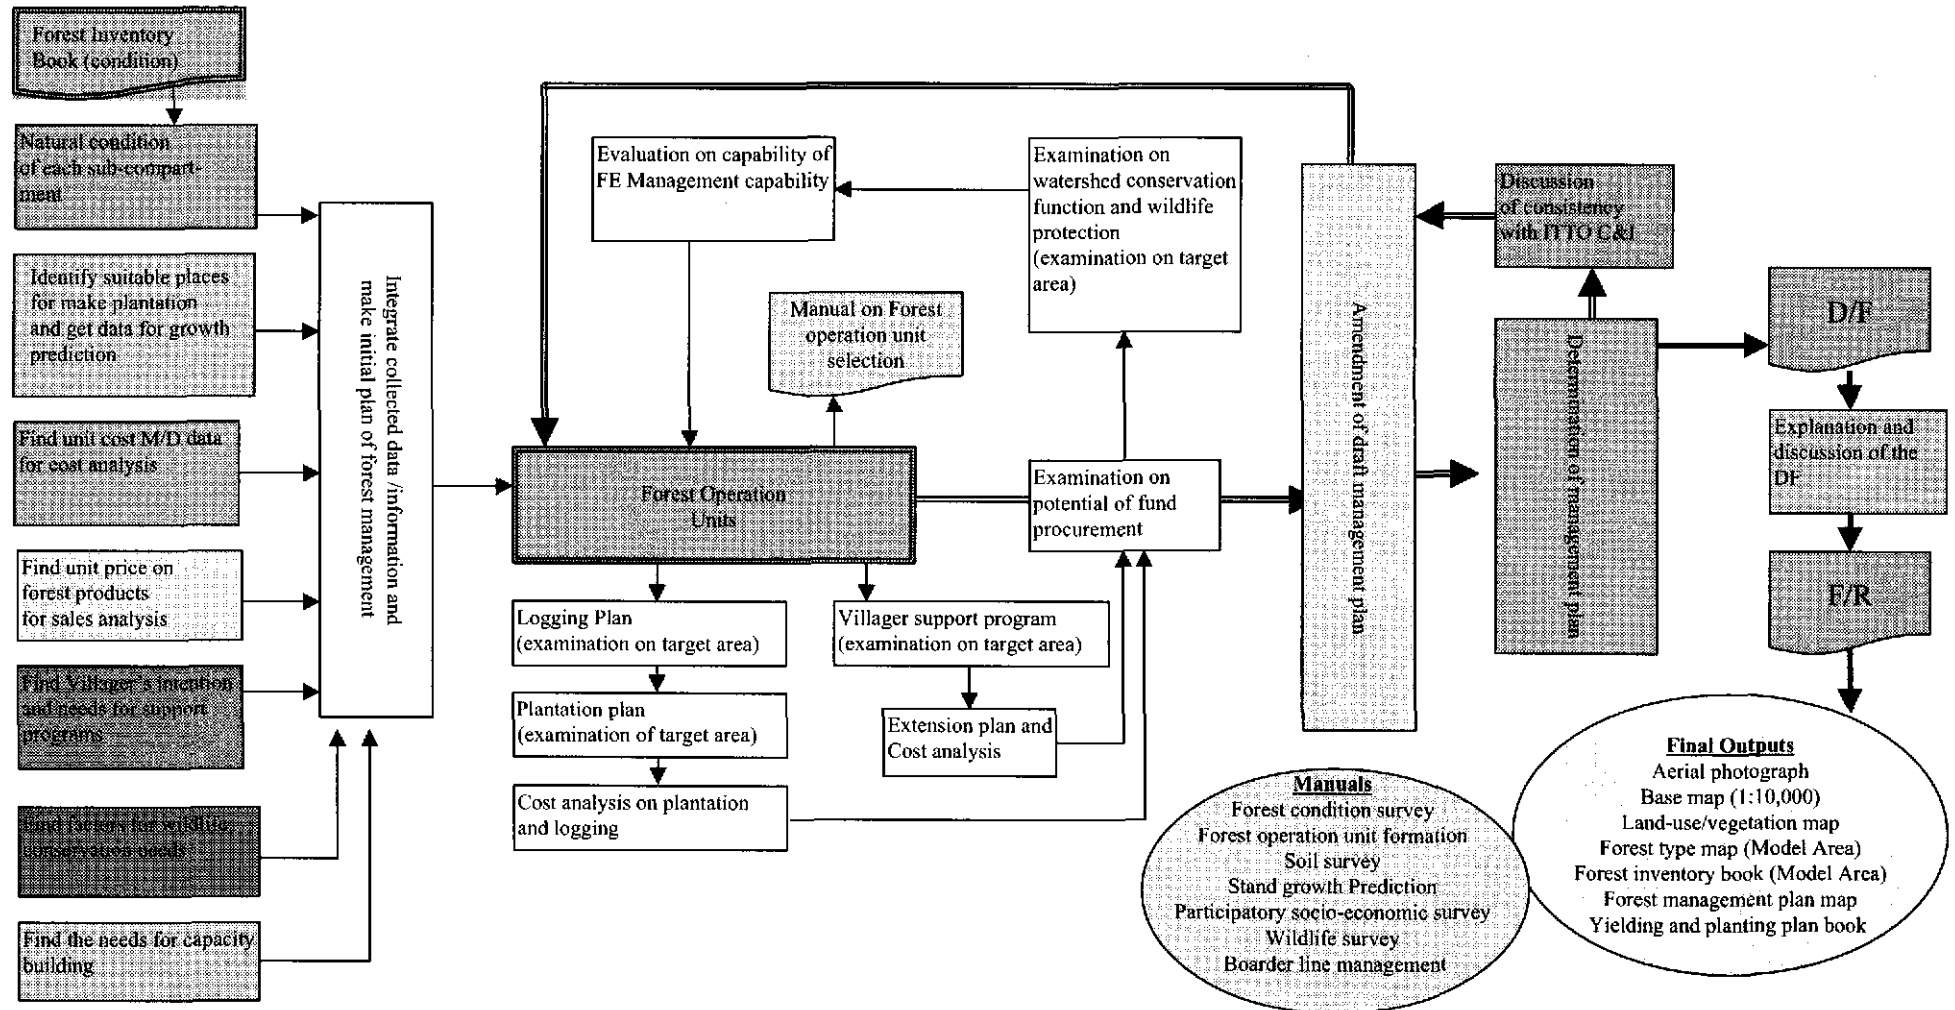 Forest Inventory
Book (condition)
Natural condition
of each sub-compart-
ment
Identify suitable places
for make plantation
and get data for growth
prediction
Find unit cost M/D data
for cost analysis
Find unit price on
forest products
for sales analysis
Find Villager's intention
and needs for support
programs
Find factors for wildlife
conservation needs
Find the needs for capacity
building
Integrate collected data /information and
make initial plan of forest management
Evaluation on capability of
FE Management capability
Manual on Forest
operation unit
selection
Forest Operation
Units
Logging Plan
(examination on target area)
Plantation plan
(examination of target area)
Cost analysis on plantation
and logging
Villager support program
(examination on target area)
Extension plan and
Cost analysis
Examination on
watershed conservation
function and wildlife
protection
(examination on target
area)
Examination on
potential of fund
procurement
Amendment of draft management plan
Discussion
of consistency
with ITTO C&I
Determination of management plan
D/F
Explanation and
discussion of the
DF
F/R
Manuals
Forest condition survey
Forest operation unit formation
Soil survey
Stand growth Prediction
Participatory socio-economic survey
Wildlife survey
Boarder line management
Final Outputs
Aerial photograph
Base map (1:10,000)
Land-use/vegetation map
Forest type map (Model Area)
Forest inventory book (Model Area)
Forest management plan map
Yielding and planting plan book